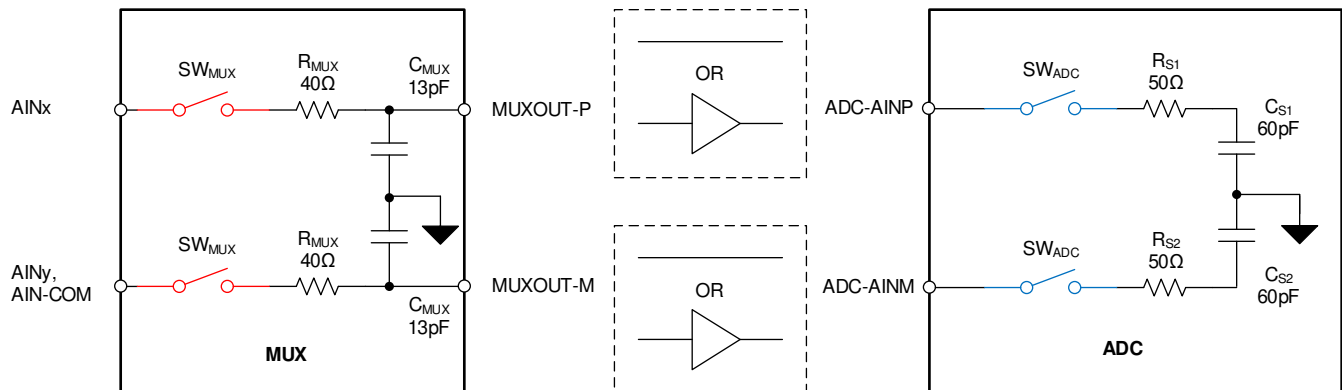 AINx
SWMUX
RMUX
40Ω
CMUX
13pF
MUXOUT-P
OR
ADC-AINP
SWADC
RS1
50Ω
CS1
60pF
AINy,
AIN-COM
SWMUX
RMUX
40Ω
CMUX
13pF
MUXOUT-M
OR
ADC-AINM
SWADC
RS2
50Ω
CS2
60pF
MUX
ADC